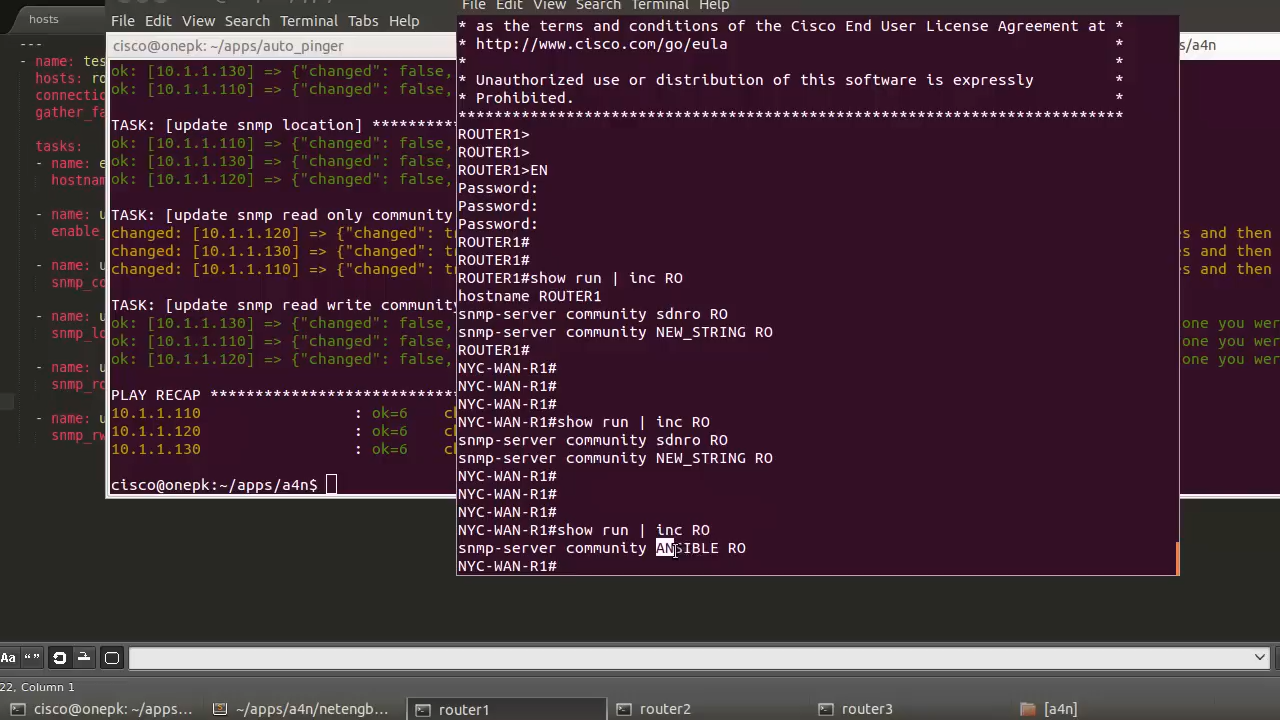 File Edit View Search Terminal Help
* as the terms and conditions of the Cisco End User License Agreement at *
* http://www.cisco.com/go/eula *
* *
* Unauthorized use or distribution of this software is expressly *
* Prohibited. *
**************************************************************************
ROUTER1>
ROUTER1>
ROUTER1>EN
Password:
Password:
Password:
ROUTER1#
ROUTER1#
ROUTER1#show run | inc RO
hostname ROUTER1
snmp-server community sdnro RO
snmp-server community NEW_STRING RO
ROUTER1#
NYC-WAN-R1#
NYC-WAN-R1#
NYC-WAN-R1#
NYC-WAN-R1#show run | inc RO
snmp-server community sdnro RO
snmp-server community NEW_STRING RO
NYC-WAN-R1#
NYC-WAN-R1#
NYC-WAN-R1#
NYC-WAN-R1#show run | inc RO
snmp-server community ANSIBLE RO
NYC-WAN-R1#
File Edit View Search Terminal Tabs Help
cisco@onepk: ~/apps/auto_pinger
s/a4n
ok: [10.1.1.130] => {"changed": false,
ok: [10.1.1.110] => {"changed": false,
TASK: [update snmp location] *********
ok: [10.1.1.110] => {"changed": false,
ok: [10.1.1.130] => {"changed": false,
ok: [10.1.1.120] => {"changed": false,
TASK: [update snmp read only community
changed: [10.1.1.120] => {"changed": tr
s and then
changed: [10.1.1.130] => {"changed": tr
es and then
changed: [10.1.1.110] => {"changed": tr
es and then
TASK: [update snmp read write community
ok: [10.1.1.130] => {"changed": false,
one you were
ok: [10.1.1.110] => {"changed": false,
one you were
ok: [10.1.1.120] => {"changed": false,
one you were
PLAY RECAP ***************************
10.1.1.110 : ok=6 c
10.1.1.120 : ok=6 c
10.1.1.130 : ok=6 c
cisco@onepk:~/apps/a4n$
hosts
---
- name: tes
hosts: ro
connection
gather_fa
tasks:
- name: e
hostnam
- name: u
enable_
- name: u
snmp_co
- name: u
snmp_lo
- name: u
snmp_ro
- name: u
snmp_rw
Aa “ ”
22, Column 1
cisco@onepk: ~/apps...
~/apps/a4n/netengb...
router1
router2
router3
[a4n]